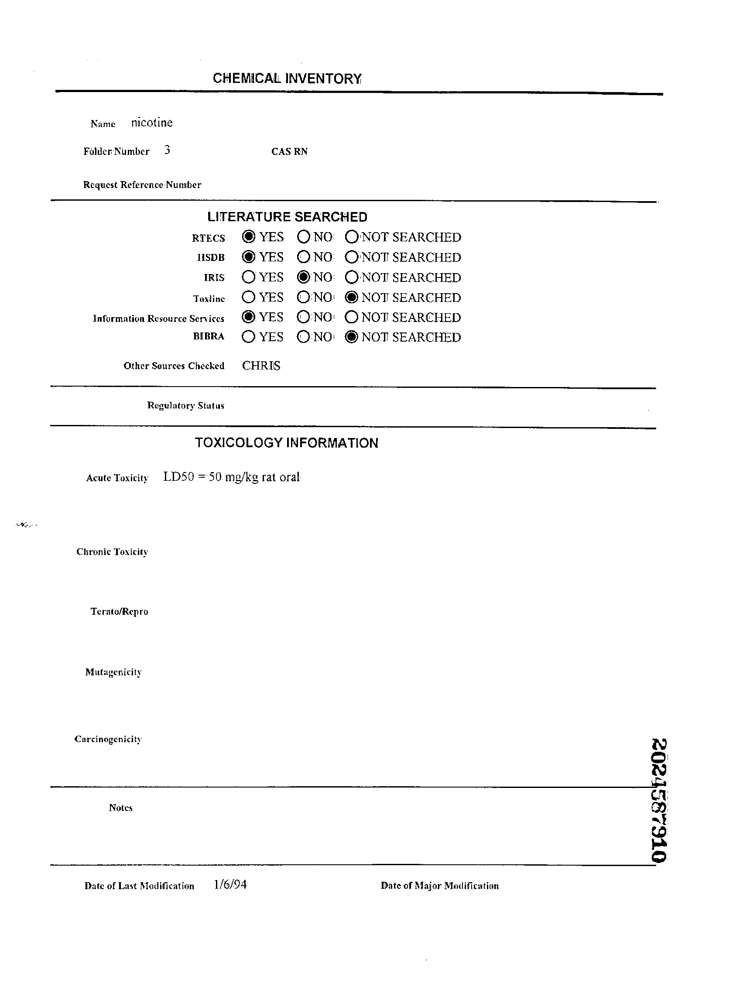 CHEMICAL INVENTORY
Name nicotine
Folder Number 3 CAS RN
Request Reference Number
LITERATURE SEARCHED
RTECS YES NO NOT SEARCHED
HSDB YES NO NOT SEARCHED
IRIS YES NO NOT SEARCHED
Toxline YES NO NOT SEARCHED
Information Resource Services YES NO NOT SEARCHED
BIBRA YES NO NOT SEARCHED
Other Sources Checked CHRIS
Regulatory Status
TOXICOLOGY INFORMATION
Acute Toxicity LD50 = 50 mg/kg rat oral
Chronic Toxicity
Terato/Repro
Mutagenicity
Carcinogenicity
Notes
Date of Last Modification 1/6/94 Date of Major Modification
2024587910